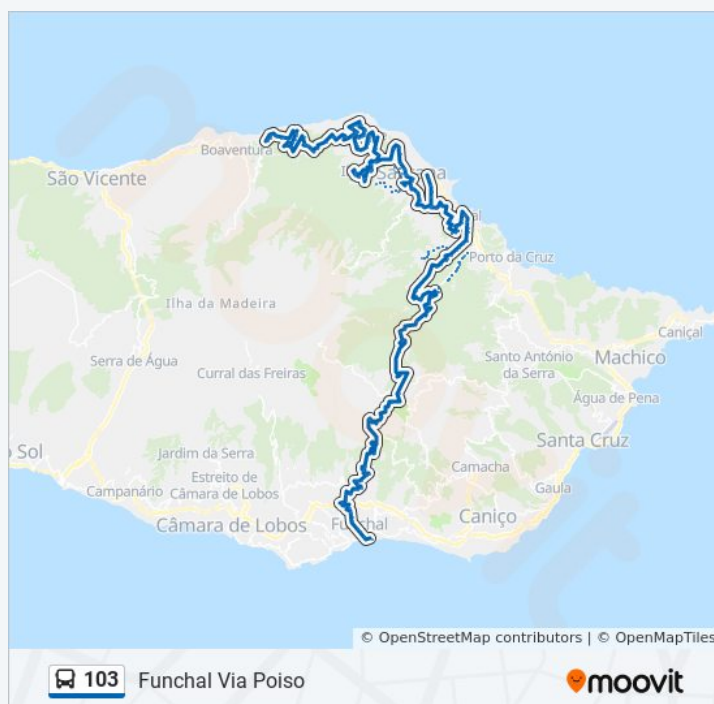 Boaventura
São Vicente
Porto da Cruz
Ilha da Madeira
Caniçal
Santo António
da Serra
Machico
Serra de Água
Curral das Freiras
Água de Pena
Santa Cruz
o Sol
Jardim da Serra
Camacha
Estreito de
Câmara de Lobos
Campanário
Gaula
Câmara de Lobos
Funchal
Caniço
© OpenStreetMap contributors | © OpenMapTiles
103 Funchal Via Poiso
moovit